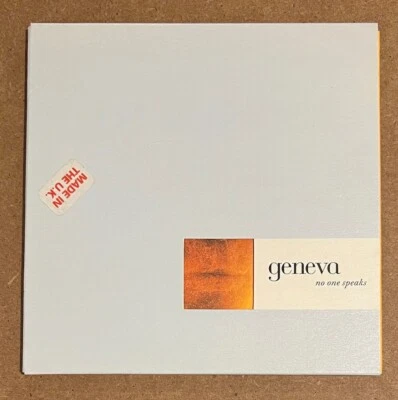 MADE IN
THE U.K.
geneva
no one speaks